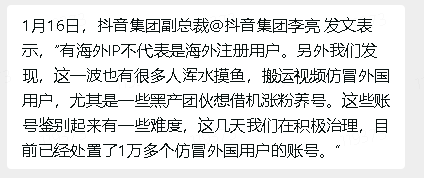 1月16日，抖音集团副总裁@抖音集团李亮 发文表
示，“有海外IP不代表是海外注册用户。另外我们发
现，这一波也有很多人浑水摸鱼，搬运视频仿冒外国
用户，尤其是一些黑产团伙想借机涨粉养号。这些账
号鉴别起来有一些难度，这几天我们在积极治理，目
前已经处置了1万多个仿冒外国用户的账号。”